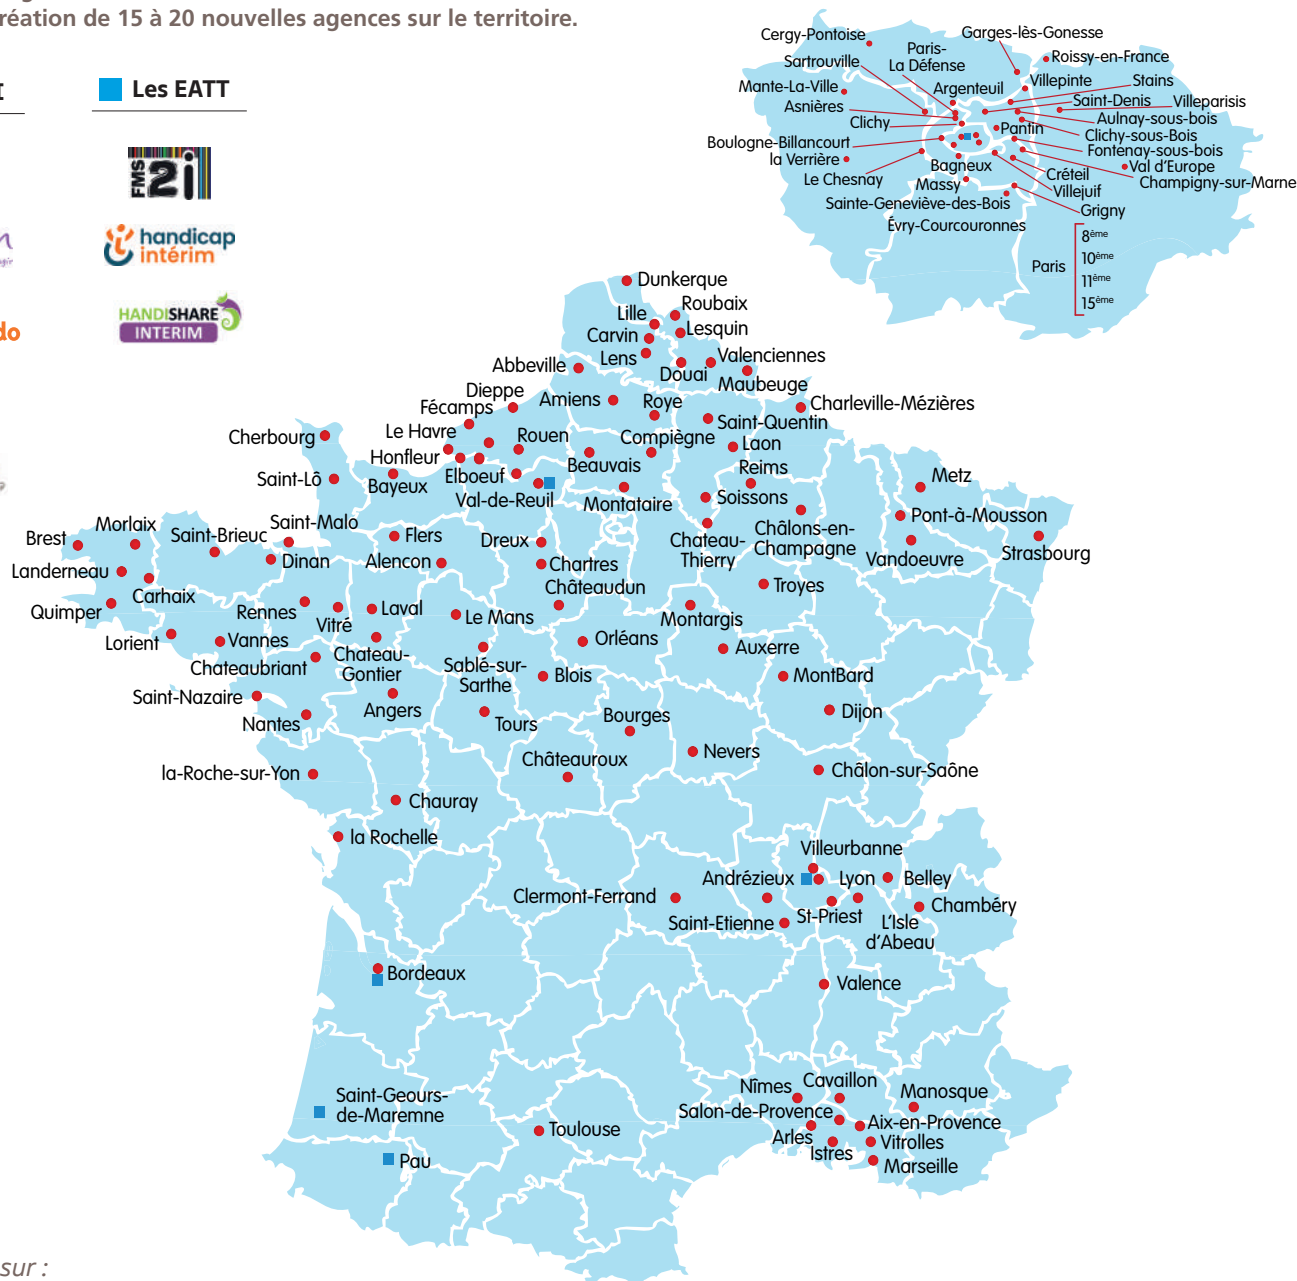 réation de 15 à 20 nouvelles agences sur le territoire.
Les EATT
FMS 2i
handicap
intérim
HANDISHARE
INTERIM
do
Cergy-Pontoise
Garges-lès-Gonesse
Sartrouville
Paris-
La Défense
Roissy-en-France
Mante-La-Ville
Argenteuil
Villepinte
Stains
Asnières
Saint-Denis
Villeparisis
Clichy
Aulnay-sous-bois
Pantin
Clichy-sous-Bois
Boulogne-Billancourt
Fontenay-sous-bois
la Verrière
Bagneux
Val d'Europe
Le Chesnay
Créteil
Champigny-sur-Marne
Massy
Villejuif
Sainte-Geneviève-des-Bois
Grigny
Évry-Courcouronnes
Paris
8ème
10ème
11ème
15ème
Dunkerque
Roubaix
Lille
Lesquin
Carvin
Lens
Valenciennes
Abbeville
Douai
Maubeuge
Dieppe
Amiens
Roye
Charleville-Mézières
Fécamps
Saint-Quentin
Cherbourg
Le Havre
Rouen
Compiègne
Laon
Honfleur
Beauvais
Reims
Saint-Lô
Bayeux
Elboeuf
Metz
Val-de-Reuil
Montataire
Soissons
Pont-à-Mousson
Morlaix
Saint-Malo
Châlons-en-
Champagne
Brest
Saint-Brieuc
Flers
Dreux
Chateau-
Thierry
Vandoeuvre
Strasbourg
Landerneau
Dinan
Alencon
Chartres
Châteaudun
Troyes
Carhaix
Quimper
Rennes
Vitré
Laval
Le Mans
Montargis
Lorient
Vannes
Orléans
Auxerre
Chateaubriant
Chateau-
Gontier
Sablé-sur-
Sarthe
Blois
MontBard
Saint-Nazaire
Angers
Tours
Bourges
Dijon
Nantes
Châteauroux
Nevers
la-Roche-sur-Yon
Châlon-sur-Saône
Chauray
la Rochelle
Villeurbanne
Andrézieux
Lyon
Belley
Clermont-Ferrand
Chambéry
Saint-Etienne
St-Priest
L'Isle
d'Abeau
Bordeaux
Valence
Nîmes
Cavaillon
Manosque
Saint-Geours-
de-Maremne
Salon-de-Provence
Aix-en-Provence
Toulouse
Arles
Istres
Vitrolles
Pau
Marseille
sur :